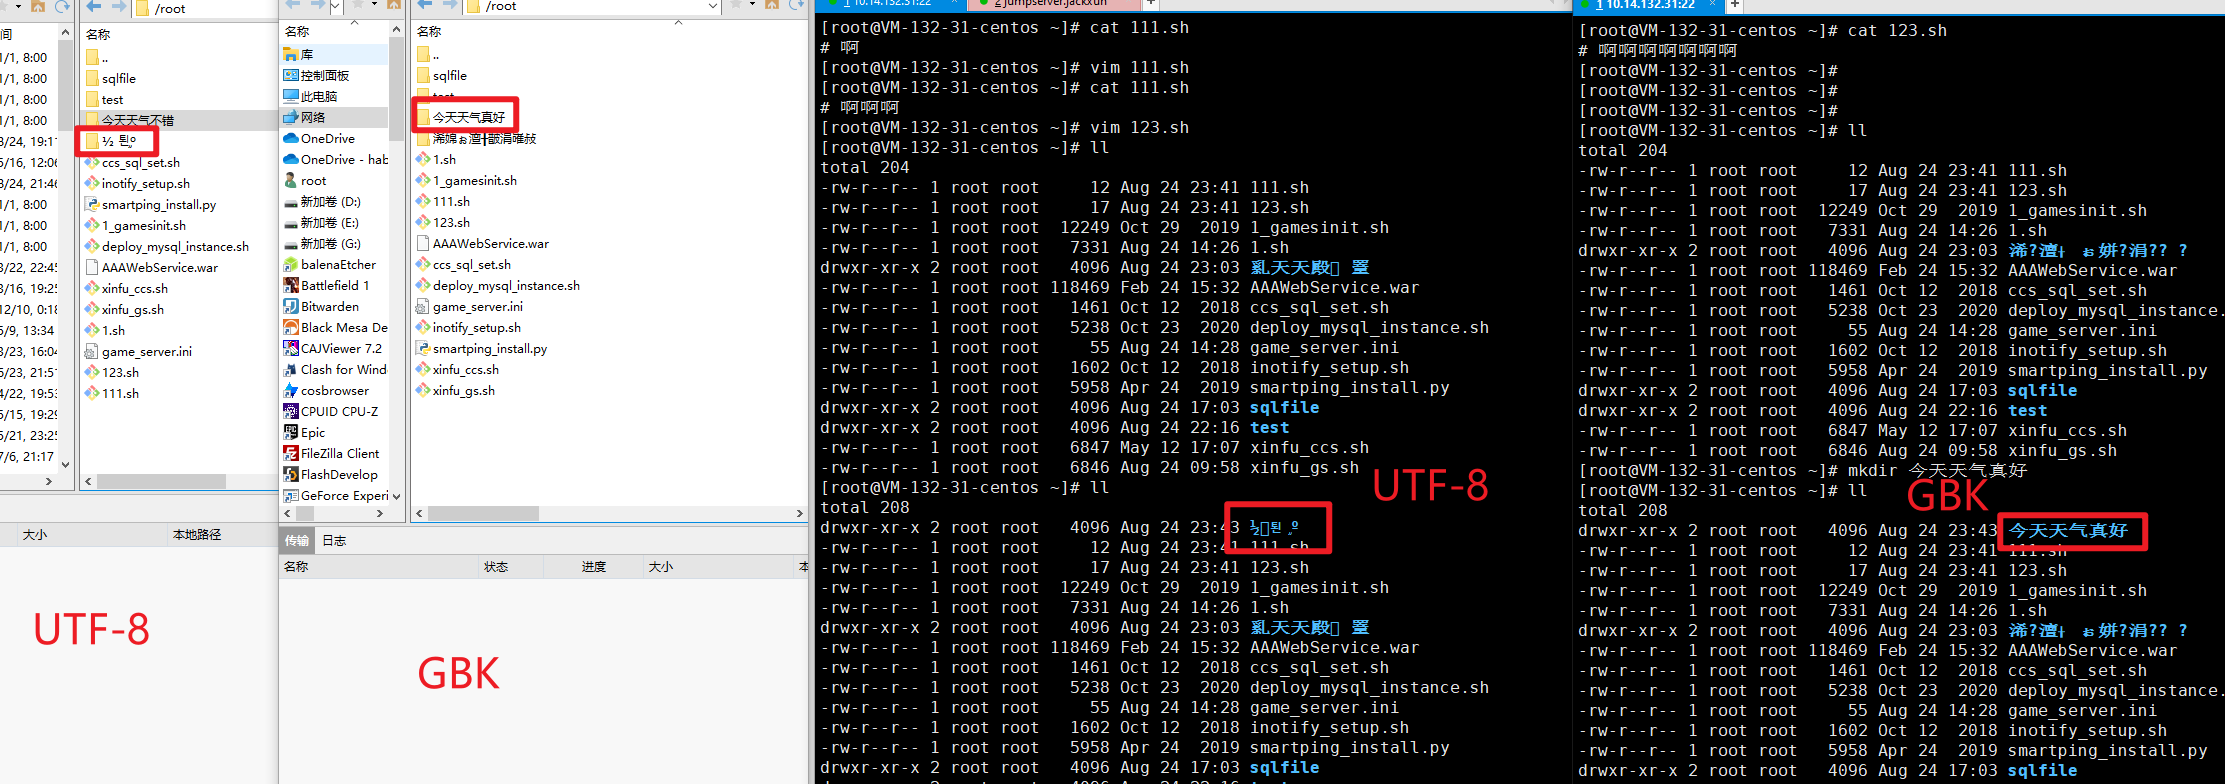 /root
间
名称
1/1, 8:00
1/1, 8:00
1/1, 8:00
1/1, 8:00
8/24, 19:1
5/16, 12:06
8/24, 21:46
1/1, 8:00
1/1, 8:00
1/1, 8:00
8/22, 22:45
8/16, 19:25
12/10, 0:18
5/9, 13:34
8/23, 16:04
5/23, 21:51
4/22, 19:53
5/15, 19:29
5/21, 23:25
7/6, 21:17
..
sqlfile
test
今天天气不错
ccs_sql_set.sh
inotify_setup.sh
smartping_install.py
1_gamesinit.sh
deploy_mysql_instance.sh
AAAWebService.war
xinfu_ccs.sh
xinfu_gs.sh
1.sh
game_server.ini
123.sh
111.sh
大小
本地路径
UTF-8
/root
名称
库
控制面板
此电脑
网络
OneDrive
OneDrive - hab
root
新加卷 (D:)
新加卷 (E:)
新加卷 (G:)
balenaEtcher
Battlefield 1
Bitwarden
Black Mesa De
CAJViewer 7.2
Clash for Wind
cosbrowser
CPUID CPU-Z
Epic
FileZilla Client
FlashDevelop
GeForce Experi
名称
..
sqlfile
test
今天天气真好
1.sh
1_gamesinit.sh
111.sh
123.sh
AAAWebService.war
ccs_sql_set.sh
deploy_mysql_instance.sh
game_server.ini
inotify_setup.sh
smartping_install.py
xinfu_ccs.sh
xinfu_gs.sh
传输 日志
名称 状态 进度 大小
GBK
1 10.14.132.31:22
2 jumpserver.jackxun
[root@VM-132-31-centos ~]# cat 111.sh
# 啊
[root@VM-132-31-centos ~]# vim 111.sh
[root@VM-132-31-centos ~]# cat 111.sh
# 啊啊啊
[root@VM-132-31-centos ~]# vim 123.sh
[root@VM-132-31-centos ~]# ll
total 204
-rw-r--r-- 1 root root 12 Aug 24 23:41 111.sh
-rw-r--r-- 1 root root 17 Aug 24 23:41 123.sh
-rw-r--r-- 1 root root 12249 Oct 29 2019 1_gamesinit.sh
-rw-r--r-- 1 root root 7331 Aug 24 14:26 1.sh
drwxr-xr-x 2 root root 4096 Aug 24 23:03
-rw-r--r-- 1 root root 118469 Feb 24 15:32 AAAWebService.war
-rw-r--r-- 1 root root 1461 Oct 12 2018 ccs_sql_set.sh
-rw-r--r-- 1 root root 5238 Oct 23 2020 deploy_mysql_instance.sh
-rw-r--r-- 1 root root 55 Aug 24 14:28 game_server.ini
-rw-r--r-- 1 root root 1602 Oct 12 2018 inotify_setup.sh
-rw-r--r-- 1 root root 5958 Apr 24 2019 smartping_install.py
drwxr-xr-x 2 root root 4096 Aug 24 17:03 sqlfile
drwxr-xr-x 2 root root 4096 Aug 24 22:16 test
-rw-r--r-- 1 root root 6847 May 12 17:07 xinfu_ccs.sh
-rw-r--r-- 1 root root 6846 Aug 24 09:58 xinfu_gs.sh
[root@VM-132-31-centos ~]# ll
total 208
drwxr-xr-x 2 root root 4096 Aug 24 23:43
-rw-r--r-- 1 root root 12 Aug 24 23:41 111.sh
-rw-r--r-- 1 root root 17 Aug 24 23:41 123.sh
-rw-r--r-- 1 root root 12249 Oct 29 2019 1_gamesinit.sh
-rw-r--r-- 1 root root 7331 Aug 24 14:26 1.sh
drwxr-xr-x 2 root root 4096 Aug 24 23:03
-rw-r--r-- 1 root root 118469 Feb 24 15:32 AAAWebService.war
-rw-r--r-- 1 root root 1461 Oct 12 2018 ccs_sql_set.sh
-rw-r--r-- 1 root root 5238 Oct 23 2020 deploy_mysql_instance.sh
-rw-r--r-- 1 root root 55 Aug 24 14:28 game_server.ini
-rw-r--r-- 1 root root 1602 Oct 12 2018 inotify_setup.sh
-rw-r--r-- 1 root root 5958 Apr 24 2019 smartping_install.py
drwxr-xr-x 2 root root 4096 Aug 24 17:03 sqlfile
UTF-8
1 10.14.132.31:22
[root@VM-132-31-centos ~]# cat 123.sh
# 啊啊啊啊啊啊啊
[root@VM-132-31-centos ~]#
[root@VM-132-31-centos ~]#
[root@VM-132-31-centos ~]#
[root@VM-132-31-centos ~]# ll
total 204
-rw-r--r-- 1 root root 12 Aug 24 23:41 111.sh
-rw-r--r-- 1 root root 17 Aug 24 23:41 123.sh
-rw-r--r-- 1 root root 12249 Oct 29 2019 1_gamesinit.sh
-rw-r--r-- 1 root root 7331 Aug 24 14:26 1.sh
drwxr-xr-x 2 root root 4096 Aug 24 23:03
-rw-r--r-- 1 root root 118469 Feb 24 15:32 AAAWebService.war
-rw-r--r-- 1 root root 1461 Oct 12 2018 ccs_sql_set.sh
-rw-r--r-- 1 root root 5238 Oct 23 2020 deploy_mysql_instance.
-rw-r--r-- 1 root root 55 Aug 24 14:28 game_server.ini
-rw-r--r-- 1 root root 1602 Oct 12 2018 inotify_setup.sh
-rw-r--r-- 1 root root 5958 Apr 24 2019 smartping_install.py
drwxr-xr-x 2 root root 4096 Aug 24 17:03 sqlfile
drwxr-xr-x 2 root root 4096 Aug 24 22:16 test
-rw-r--r-- 1 root root 6847 May 12 17:07 xinfu_ccs.sh
-rw-r--r-- 1 root root 6846 Aug 24 09:58 xinfu_gs.sh
[root@VM-132-31-centos ~]# mkdir 今天天气真好
[root@VM-132-31-centos ~]# ll
total 208
GBK
drwxr-xr-x 2 root root 4096 Aug 24 23:43 今天天气真好
-rw-r--r-- 1 root root 12 Aug 24 23:41 111.sh
-rw-r--r-- 1 root root 17 Aug 24 23:41 123.sh
-rw-r--r-- 1 root root 12249 Oct 29 2019 1_gamesinit.sh
-rw-r--r-- 1 root root 7331 Aug 24 14:26 1.sh
drwxr-xr-x 2 root root 4096 Aug 24 23:03
-rw-r--r-- 1 root root 118469 Feb 24 15:32 AAAWebService.war
-rw-r--r-- 1 root root 1461 Oct 12 2018 ccs_sql_set.sh
-rw-r--r-- 1 root root 5238 Oct 23 2020 deploy_mysql_instance.
-rw-r--r-- 1 root root 55 Aug 24 14:28 game_server.ini
-rw-r--r-- 1 root root 1602 Oct 12 2018 inotify_setup.sh
-rw-r--r-- 1 root root 5958 Apr 24 2019 smartping_install.py
drwxr-xr-x 2 root root 4096 Aug 24 17:03 sqlfile